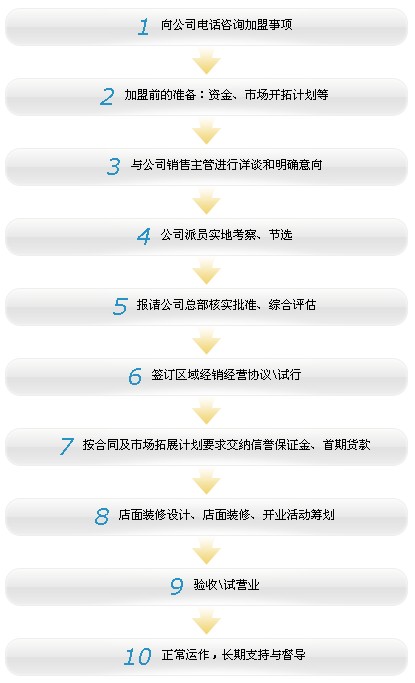 1 向公司电话咨询加盟事项
2 加盟前的准备：资金、市场开拓计划等
3 与公司销售主管进行详谈和明确意向
4 公司派员实地考察、节选
5 报请公司总部核实批准、综合评估
6 签订区域经销经营协议\试行
7 按合同及市场拓展计划要求交纳信誉保证金、首期货款
8 店面装修设计、店面装修、开业活动筹划
9 验收\试营业
10 正常运作，长期支持与督导